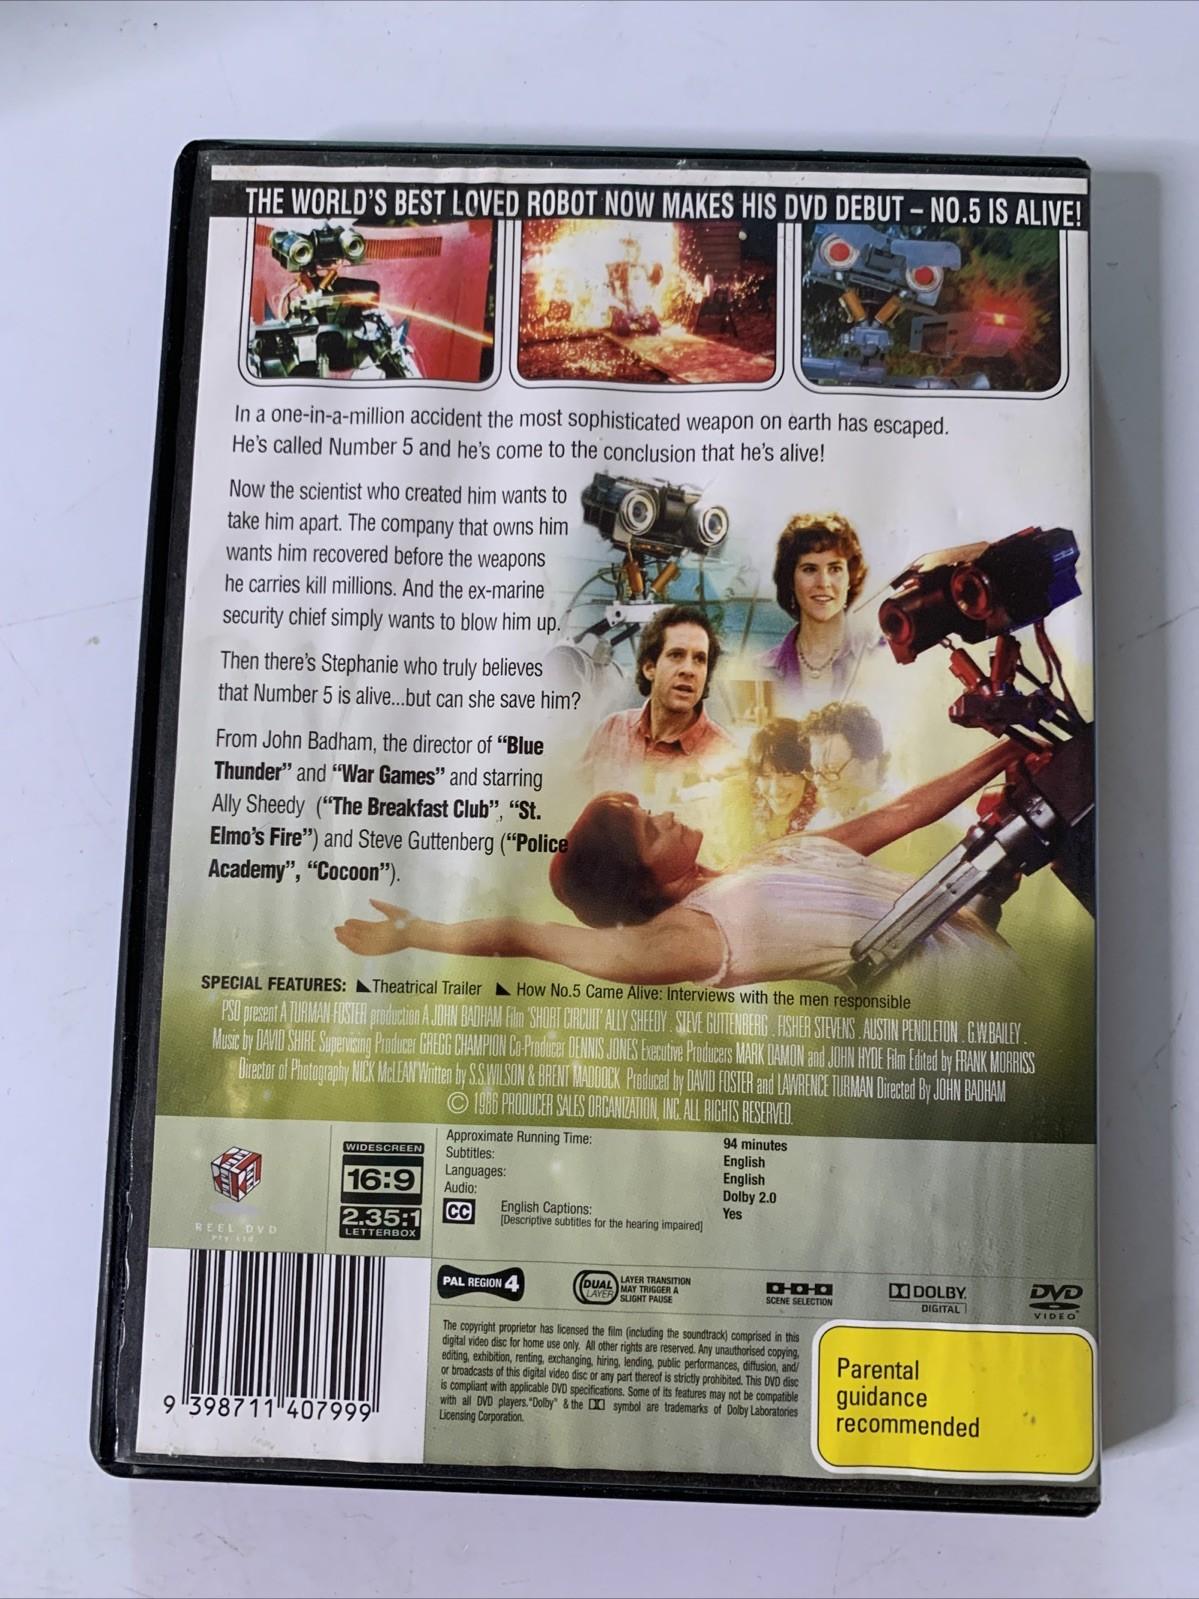 THE WORLD'S BEST LOVED ROBOT NOW MAKES HIS DVD DEBUT – NO.5 IS ALIVE!
In a one-in-a-million accident the most sophisticated weapon on earth has escaped.
He's called Number 5 and he's come to the conclusion that he's alive!
Now the scientist who created him wants to
take him apart. The company that owns him
wants him recovered before the weapons
he carries kill millions. And the ex-marine
security chief simply wants to blow him up.
Then there's Stephanie who truly believes
that Number 5 is alive...but can she save him?
From John Badham, the director of "Blue
Thunder" and "War Games" and starring
Ally Sheedy ("The Breakfast Club", "St.
Elmo's Fire") and Steve Guttenberg ("Police
Academy", "Cocoon").
SPECIAL FEATURES: Theatrical Trailer How No.5 Came Alive: Interviews with the men responsible
PSO present A TURMAN-FOSTER production A JOHN BADHAM Film 'SHORT CIRCUIT' ALLY SHEEDY . STEVE GUTTENBERG . FISHER STEVENS . AUSTIN PENDLETON . G.W.BAILEY .
Music by DAVID SHIRE Supervising Producer GREGG CHAMPION Co-Producer DENNIS JONES Executive Producers MARK DAMON and JOHN HYDE Film Edited by FRANK MORRISS
Director of Photography NICK McLEAN Written by S.S.WILSON & BRENT MADDOCK Produced by DAVID FOSTER and LAWRENCE TURMAN Directed By JOHN BADHAM
© 1986 PRODUCER SALES ORGANIZATION, INC. ALL RIGHTS RESERVED.
REEL DVD
Pty Ltd.
WIDESCREEN
16:9
2.35:1
LETTERBOX
Approximate Running Time: 94 minutes
Subtitles: English
Languages: English
Audio: Dolby 2.0
CC English Captions: Yes
[Descriptive subtitles for the hearing impaired]
PAL REGION 4
DUAL LAYER
LAYER TRANSITION
MAY TRIGGER A
SLIGHT PAUSE
SCENE SELECTION
DOLBY
DIGITAL
DVD
VIDEO
The copyright proprietor has licensed the film (including the soundtrack) comprised in this
digital video disc for home use only. All other rights are reserved. Any unauthorised copying,
editing, exhibition, renting, exchanging, hiring, lending, public performances, diffusion, and/
or broadcasts of this digital video disc or any part thereof is strictly prohibited. This DVD disc
is compliant with applicable DVD specifications. Some of its features may not be compatible
with all DVD players. "Dolby" & the symbol are trademarks of Dolby Laboratories
Licensing Corporation.
Parental
guidance
recommended
9 398711 407999